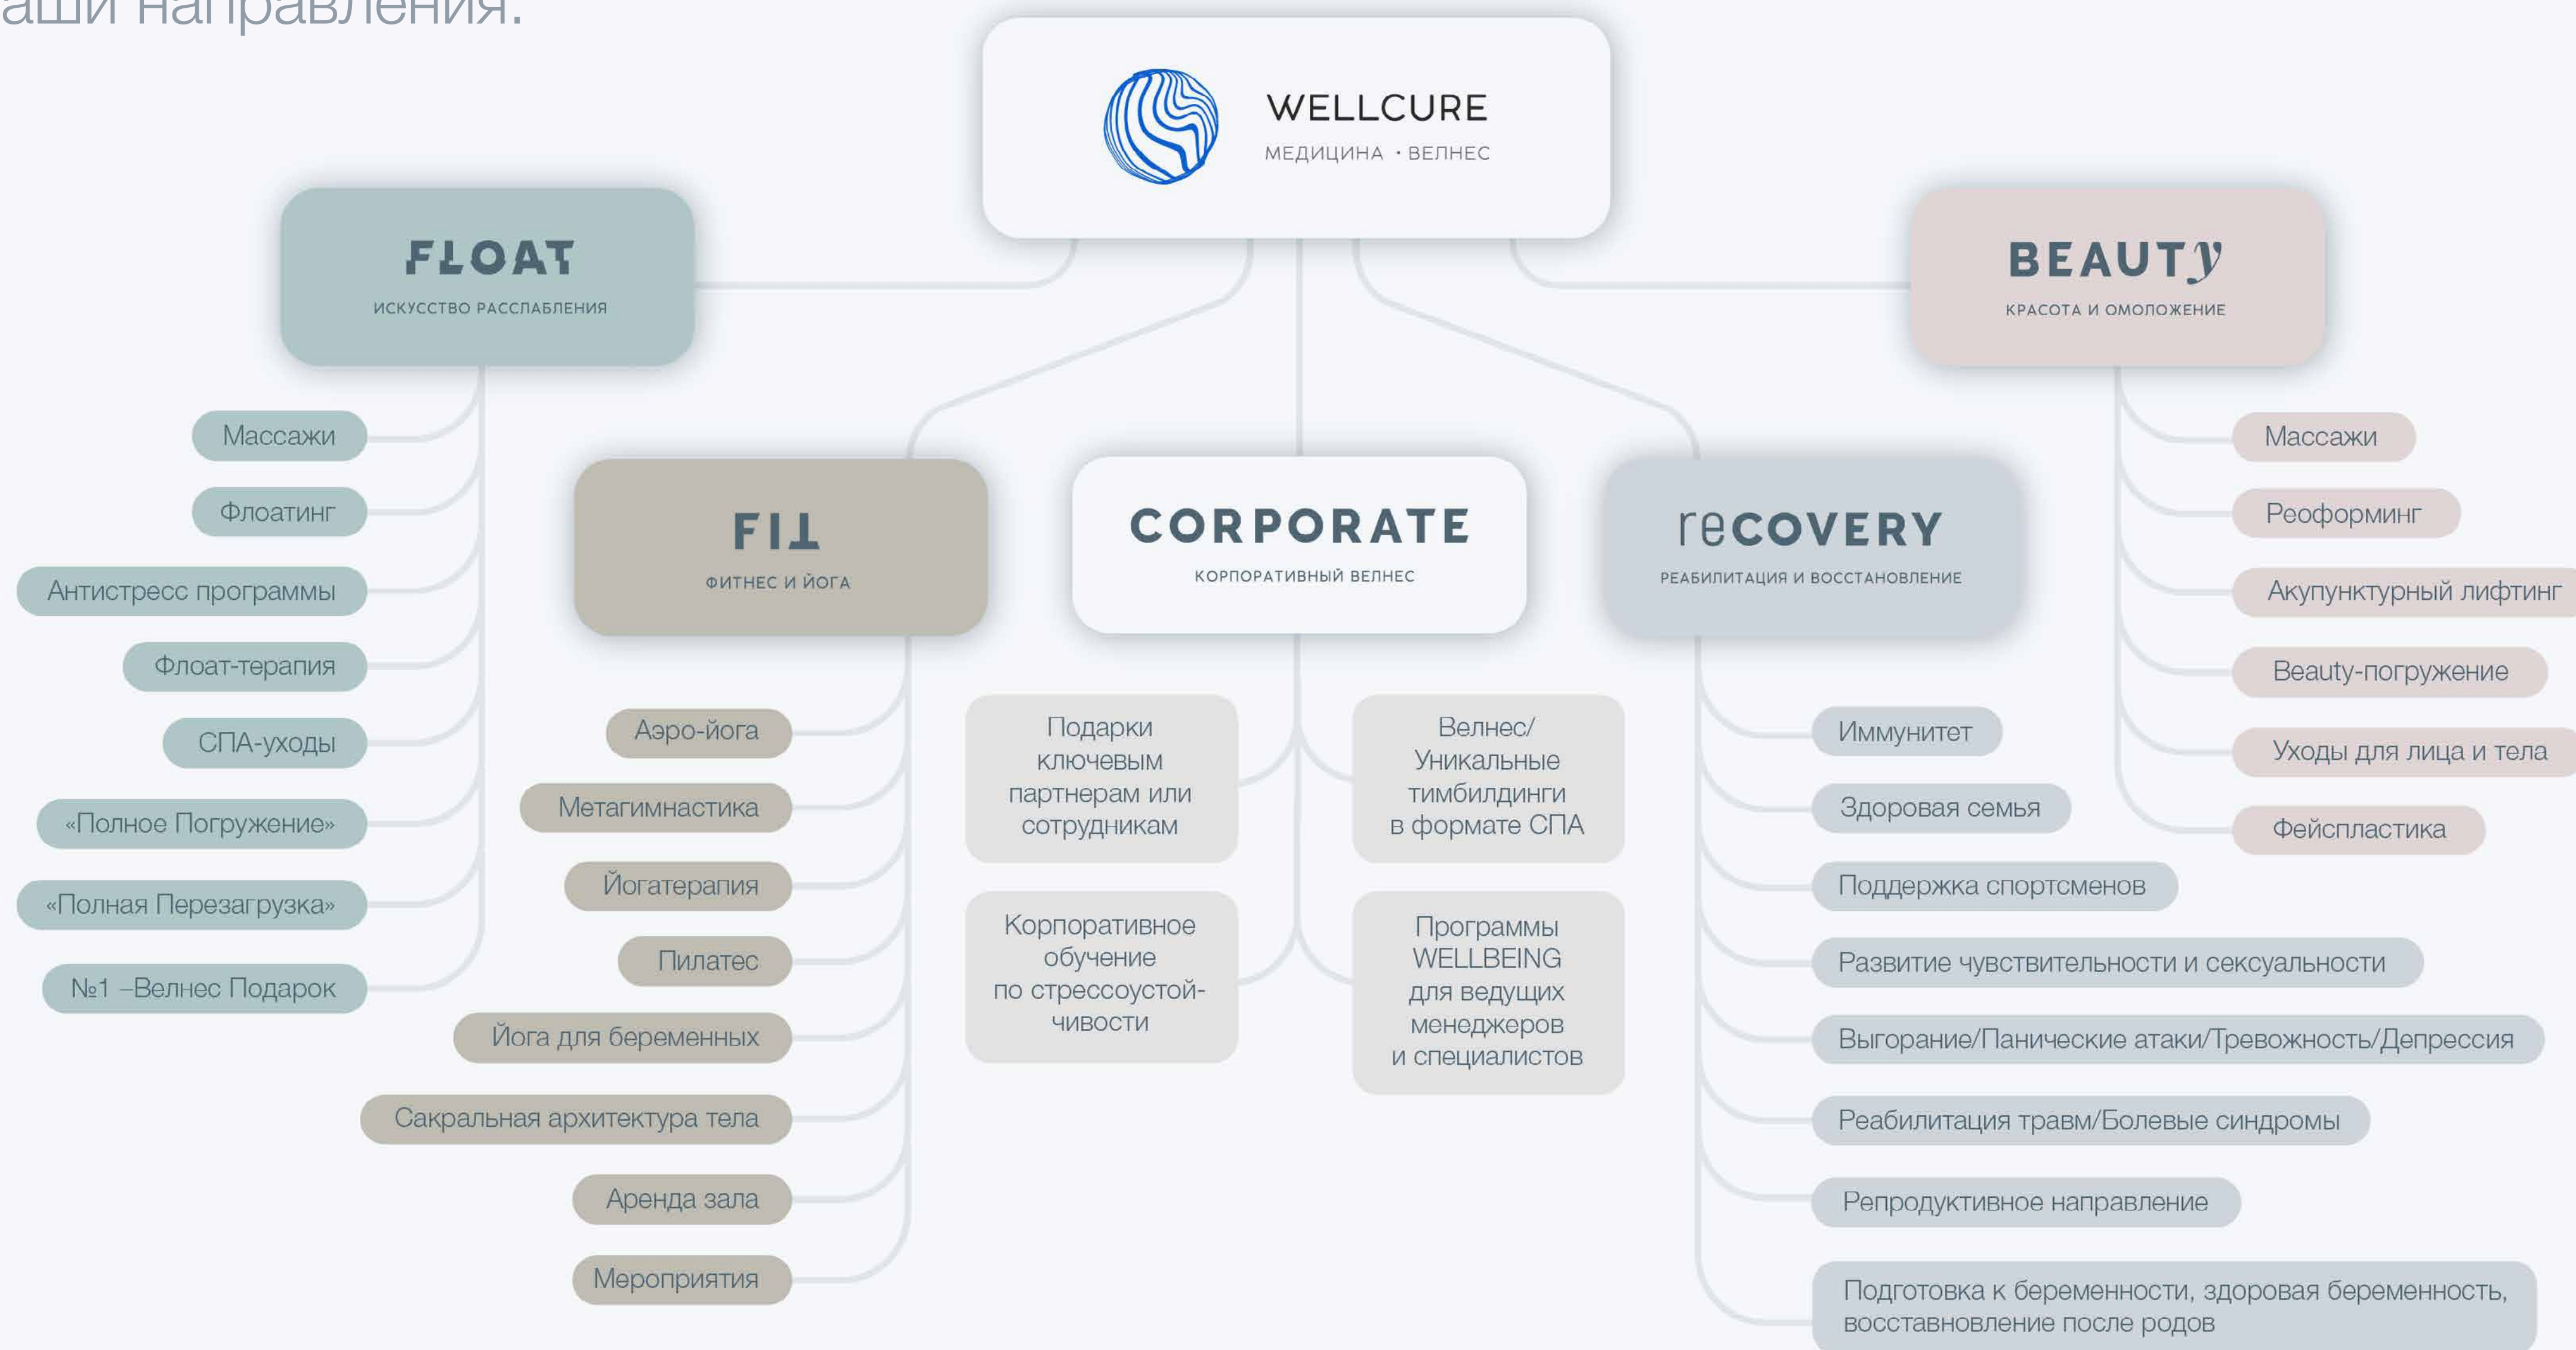 аши направления:
WELLCURE
МЕДИЦИНА • ВЕЛНЕС
FLOAT
ИСКУССТВО РАССЛАБЛЕНИЯ
Массажи
Флоатинг
Антистресс программы
Флоат-терапия
СПА-уходы
«Полное Погружение»
«Полная Перезагрузка»
№1 –Велнес Подарок
FIT
ФИТНЕС И ЙОГА
Аэро-йога
Метагимнастика
Йогатерапия
Пилатес
Йога для беременных
Сакральная архитектура тела
Аренда зала
Мероприятия
CORPORATE
КОРПОРАТИВНЫЙ ВЕЛНЕС
Подарки
ключевым
партнерам или
сотрудникам
Велнес/
Уникальные
тимбилдинги
в формате СПА
Корпоративное
обучение
по стрессоустой-
чивости
Программы
WELLBEING
для ведущих
менеджеров
и специалистов
reCOVERY
РЕАБИЛИТАЦИЯ И ВОССТАНОВЛЕНИЕ
Иммунитет
Здоровая семья
Поддержка спортсменов
Развитие чувствительности и сексуальности
Выгорание/Панические атаки/Тревожность/Депрессия
Реабилитация травм/Болевые синдромы
Репродуктивное направление
Подготовка к беременности, здоровая беременность,
восставновление после родов
BEAUTy
КРАСОТА И ОМОЛОЖЕНИЕ
Массажи
Реоформинг
Акупунктурный лифтинг
Beauty-погружение
Уходы для лица и тела
Фейспластика